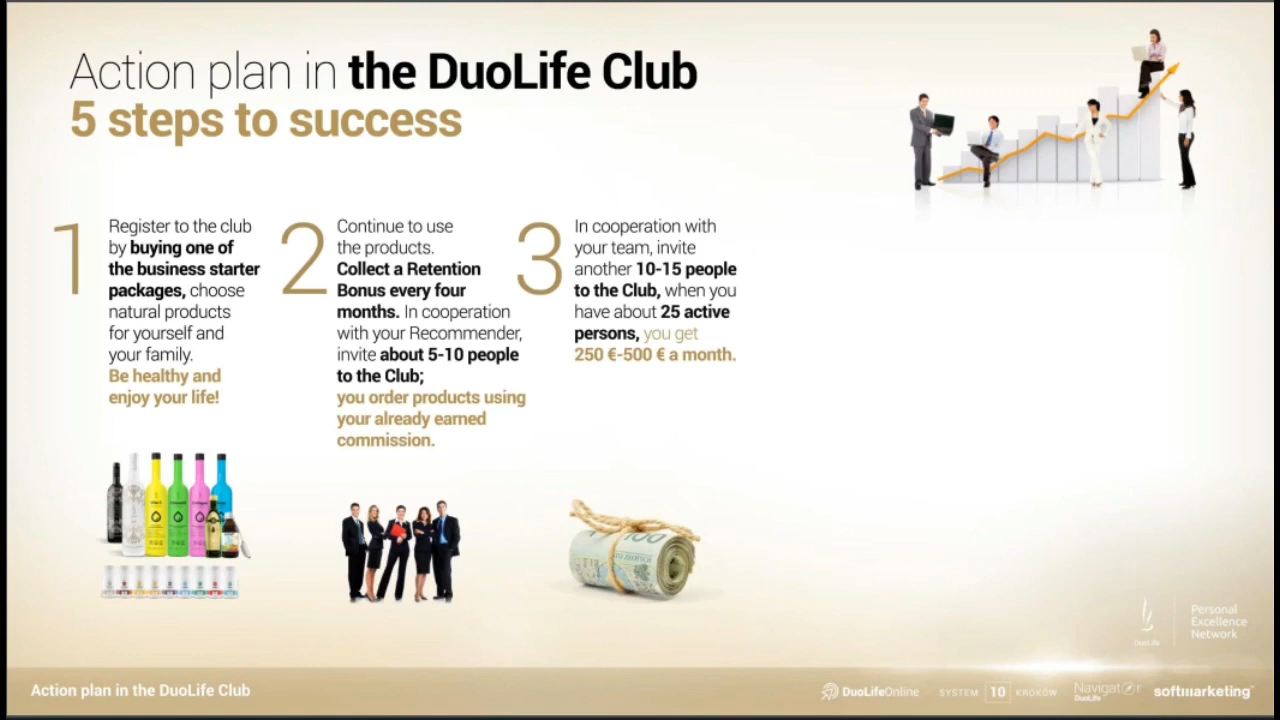 Action plan in the DuoLife Club
5 steps to success
1
Register to the club
by buying one of
the business starter
packages, choose
natural products
for yourself and
your family.
Be healthy and
enjoy your life!
2
Continue to use
the products.
Collect a Retention
Bonus every four
months. In cooperation
with your Recommender,
invite about 5-10 people
to the Club;
you order products using
your already earned
commission.
3
In cooperation with
your team, invite
another 10-15 people
to the Club, when you
have about 25 active
persons, you get
250 €-500 € a month.
DuoLife
Personal
Excellence
Network
Action plan in the DuoLife Club
DuoLifeOnline
SYSTEM 10 KROKÓW
Navigator
DuoLife
softmarketing